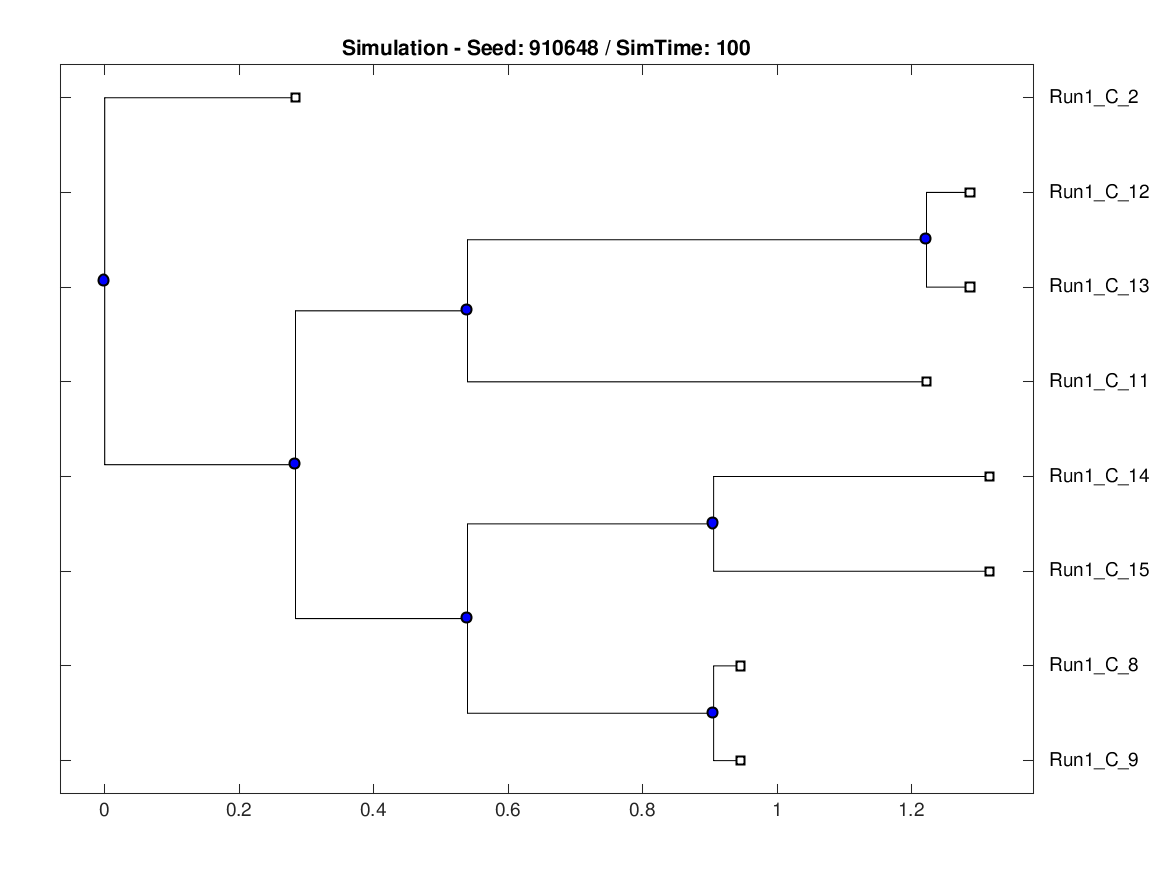 Simulation - Seed: 910648 / SimTime: 100
Run1_C_2
Run1_C_12
Run1_C_13
Run1_C_11
Run1_C_14
Run1_C_15
Run1_C_8
Run1_C_9
0 0.2 0.4 0.6 0.8 1 1.2